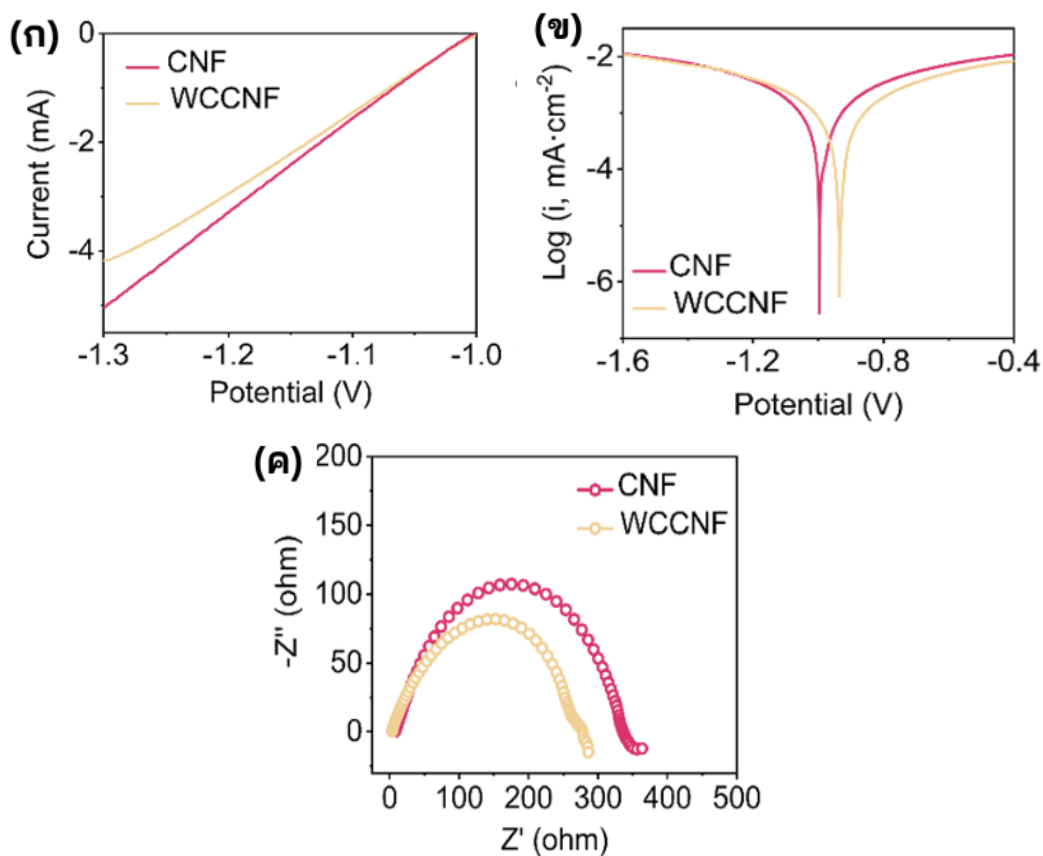 (ก)
CNF
WCCNF
Current (mA)
0
-2
-4
-1.3
-1.2
-1.1
-1.0
Potential (V)
(ข)
Log (i, mA·cm-2)
-2
-4
-6
CNF
WCCNF
-1.6
-1.2
-0.8
-0.4
Potential (V)
(ค)
-Z" (ohm)
200
150
100
50
0
CNF
WCCNF
0
100
200
300
400
500
Z' (ohm)